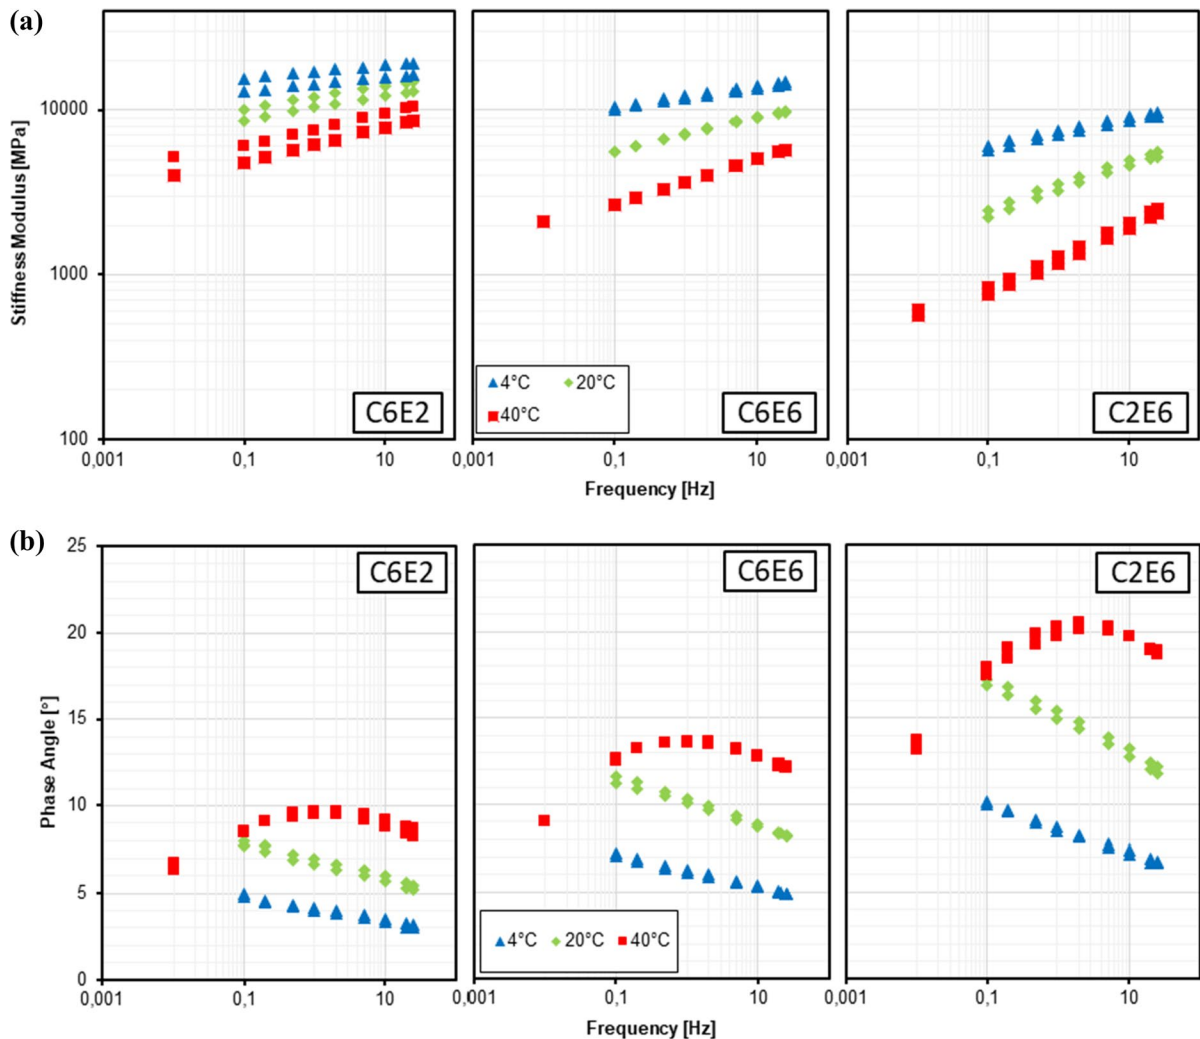 (a)
Stiffness Modulus [MPa]
10000
1000
100
C6E2
C6E6
C2E6
4°C 20°C
40°C
0,001 0,1 10 0,001 0,1 10 0,001 0,1 10
Frequency [Hz]
(b)
Phase Angle [°]
25
20
15
10
5
0
C6E2
C6E6
C2E6
4°C 20°C 40°C
0,001 0,1 10 0,001 0,1 10 0,001 0,1 10
Frequency [Hz]